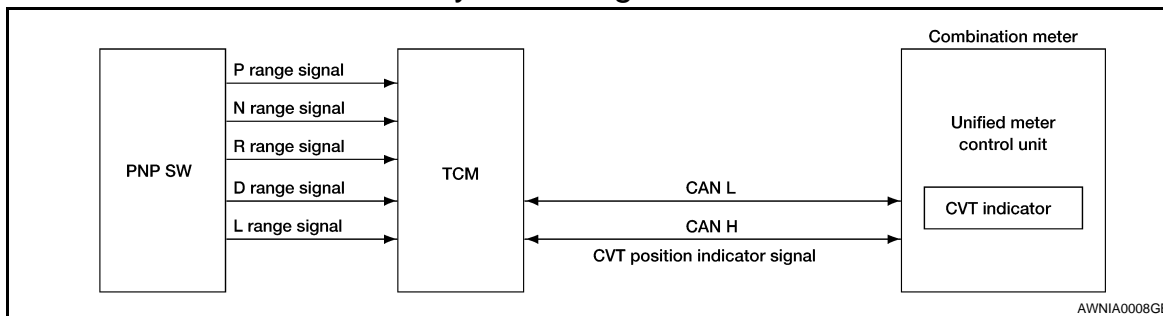 Combination meter
P range signal
N range signal
R range signal
D range signal
L range signal
PNP SW
TCM
CAN L
CAN H
CVT position indicator signal
Unified meter
control unit
CVT indicator